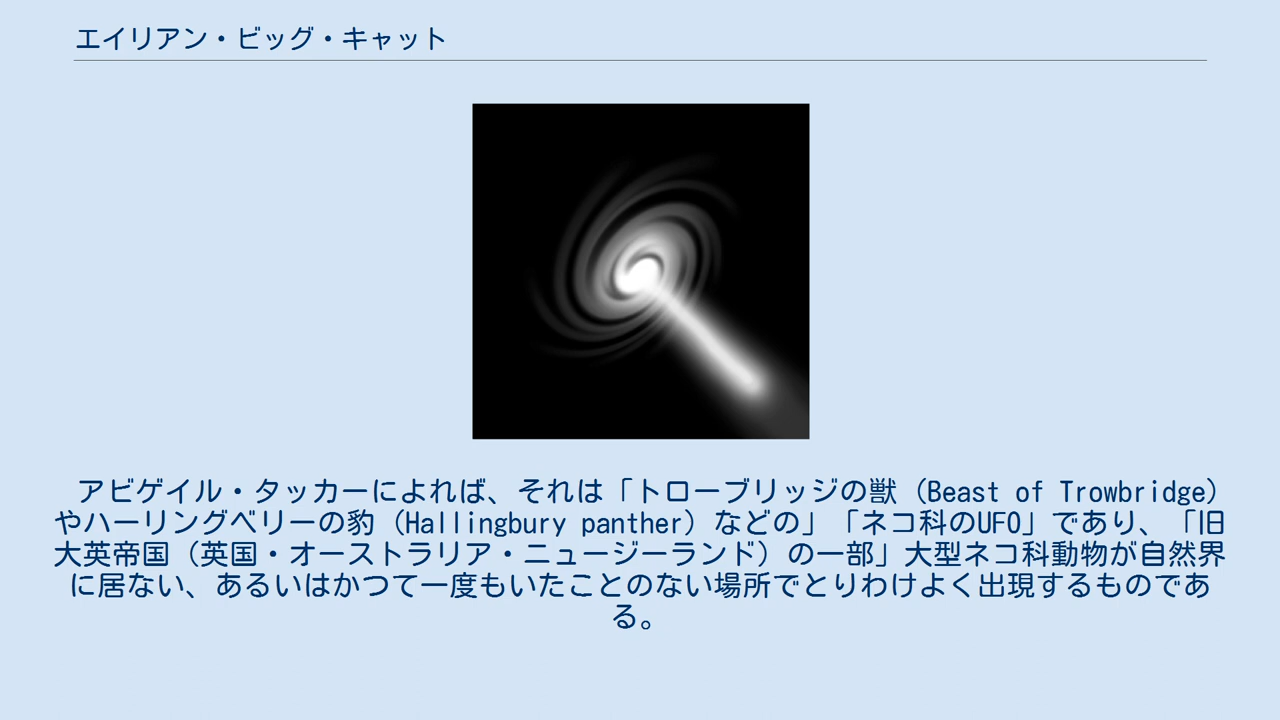 エイリアン・ビッグ・キャット
アビゲイル・タッカーによれば、それは「トローブリッジの獣（Beast of Trowbridge）
やハーリングベリーの豹（Hallingbury panther）などの」「ネコ科のUFO」であり、「旧
大英帝国（英国・オーストラリア・ニュージーランド）の一部」大型ネコ科動物が自然界
に居ない、あるいはかつて一度もいたことのない場所でとりわけよく出現するものであ
る。